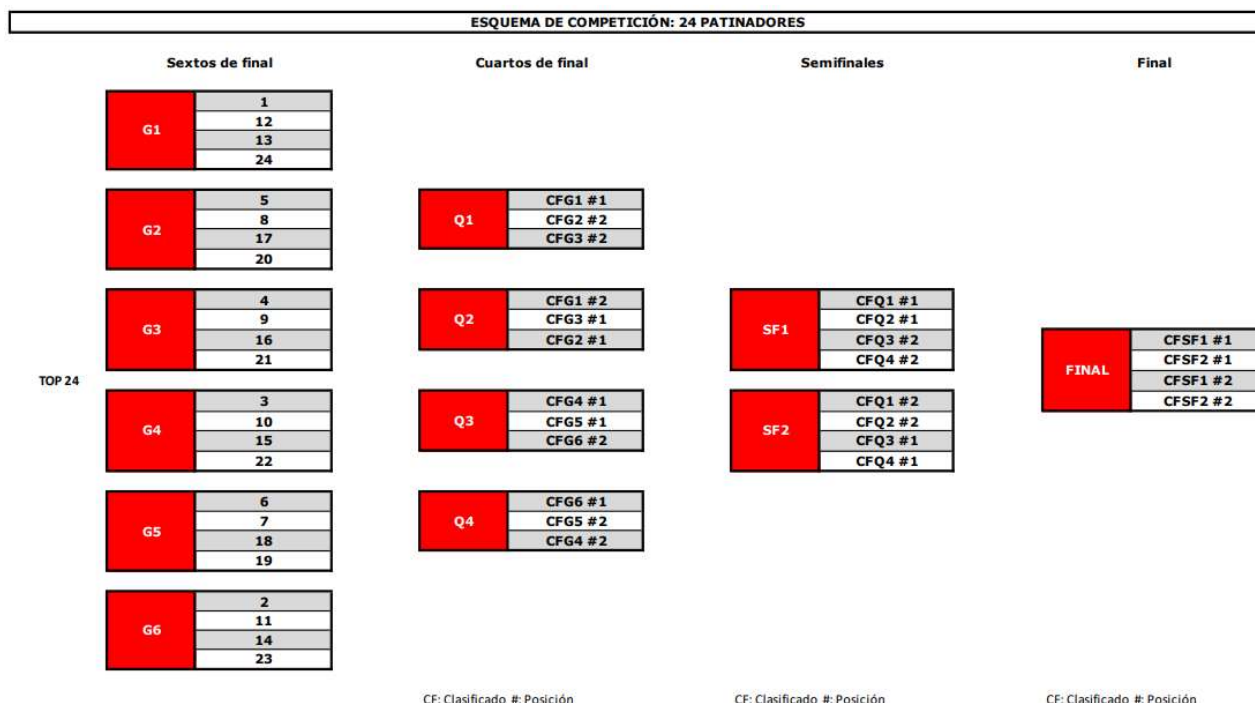 ESQUEMA DE COMPETICIÓN: 24 PATINADORES
Sextos de final
Cuartos de final
Semifinales
Final
TOP 24
G1
1
12
13
24
G2
5
8
17
20
G3
4
9
16
21
G4
3
10
15
22
G5
6
7
18
19
G6
2
11
14
23
Q1
CFG1 #1
CFG2 #2
CFG3 #2
Q2
CFG1 #2
CFG3 #1
CFG2 #1
Q3
CFG4 #1
CFG5 #1
CFG6 #2
Q4
CFG6 #1
CFG5 #2
CFG4 #2
SF1
CFQ1 #1
CFQ2 #1
CFQ3 #2
CFQ4 #2
SF2
CFQ1 #2
CFQ2 #2
CFQ3 #1
CFQ4 #1
FINAL
CFSF1 #1
CFSF2 #1
CFSF1 #2
CFSF2 #2
CF: Clasificado #: Posición
CF: Clasificado #: Posición
CF: Clasificado #: Posición